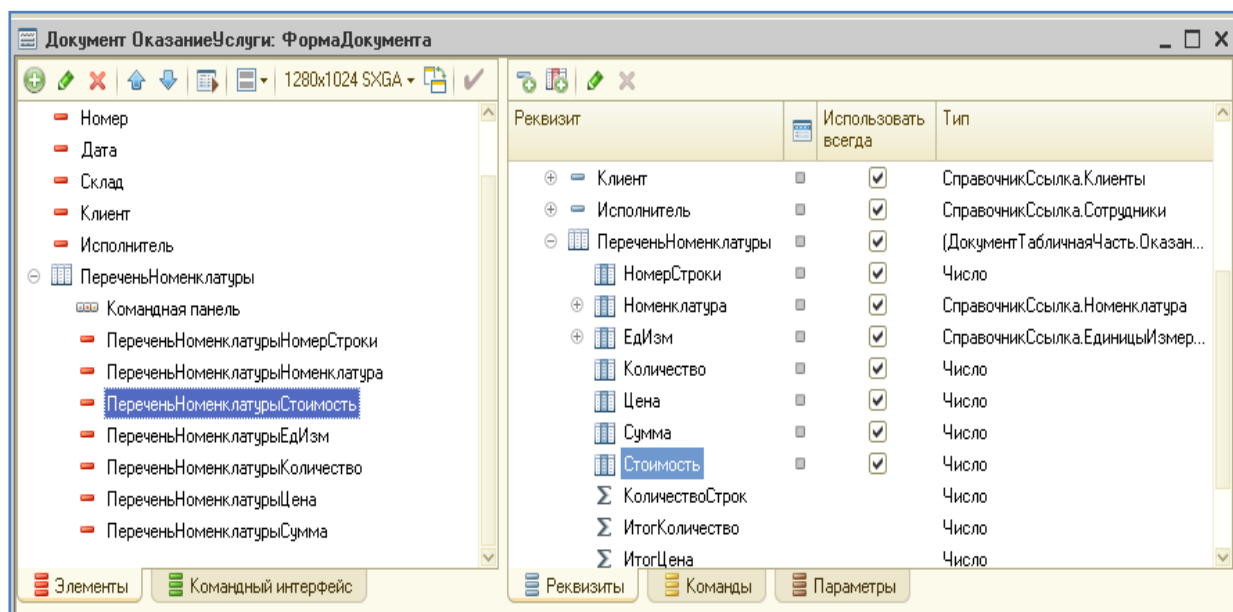 Документ ОказаниеУслуги: ФормаДокумента
1280x1024 SXGA
Номер
Дата
Склад
Клиент
Исполнитель
ПереченьНоменклатуры
Командная панель
ПереченьНоменклатурыНомерСтроки
ПереченьНоменклатурыНоменклатура
ПереченьНоменклатурыСтоимость
ПереченьНоменклатурыЕдИзм
ПереченьНоменклатурыКоличество
ПереченьНоменклатурыЦена
ПереченьНоменклатурыСумма
Элементы Командный интерфейс
Реквизит Использовать всегда Тип
Клиент СправочникСсылка.Клиенты
Исполнитель СправочникСсылка.Сотрудники
ПереченьНоменклатуры (ДокументТабличнаяЧасть.Оказан...
НомерСтроки Число
Номенклатура СправочникСсылка.Номенклатура
ЕдИзм СправочникСсылка.ЕдиницыИзмер...
Количество Число
Цена Число
Сумма Число
Стоимость Число
КоличествоСтрок Число
ИтогКоличество Число
ИтогЦена Число
Реквизиты Команды Параметры